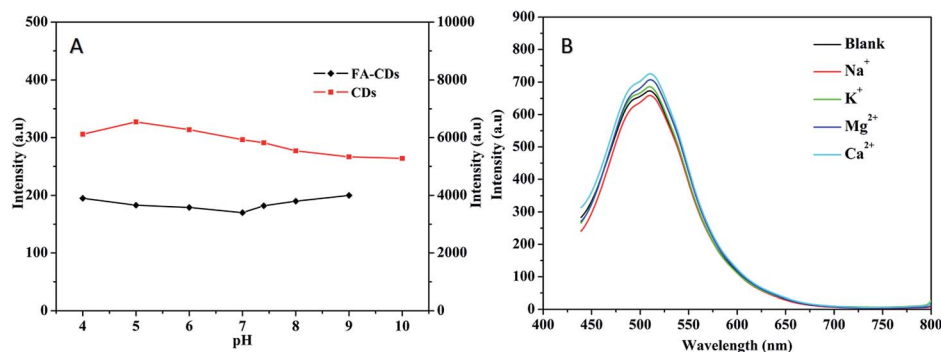 A
FA-CDs
CDs
500
400
300
200
100
0
Intensity (a.u)
10000
8000
6000
4000
2000
0
Intensity (a.u)
4 5 6 7 8 9 10
pH
B
Blank
Na⁺
K⁺
Mg²⁺
Ca²⁺
900
800
700
600
500
400
300
200
100
0
Intensity (a.u)
400 450 500 550 600 650 700 750 800
Wavelength (nm)